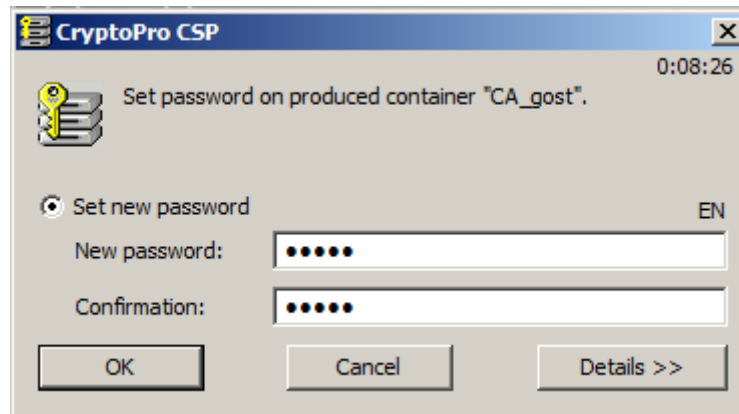 CryptoPro CSP
0:08:26
Set password on produced container "CA_gost".
Set new password
EN
New password: •••••
Confirmation: •••••
OK
Cancel
Details >>